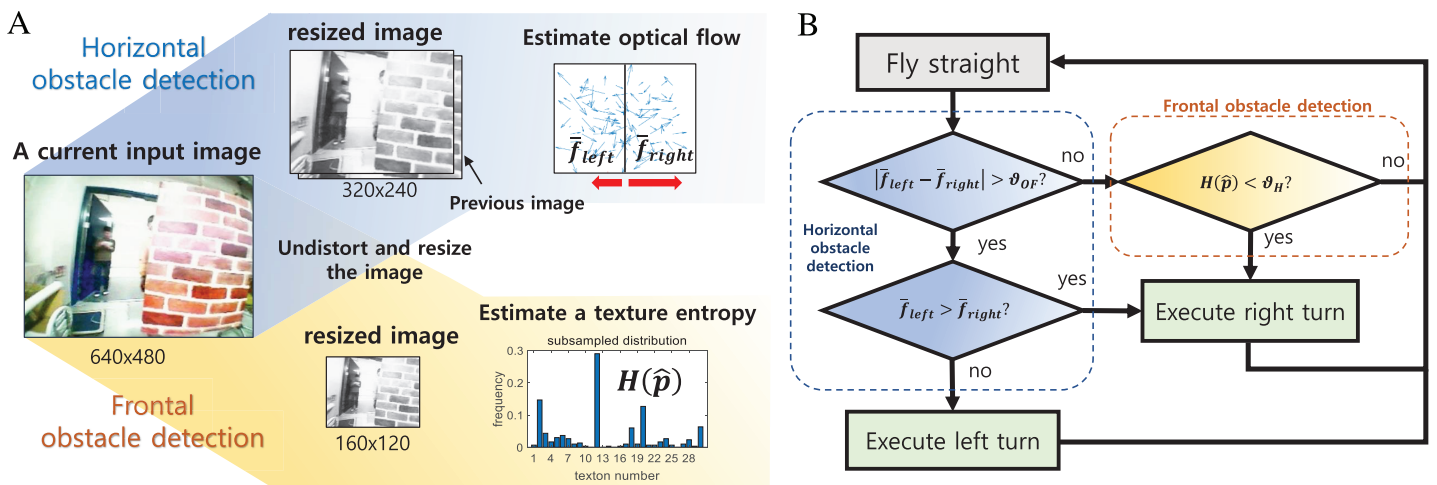 A
Horizontal
obstacle detection
resized image
320x240
Previous image
Estimate optical flow
f̄left
f̄right
A current input image
640x480
Undistort and resize
the image
Frontal
obstacle detection
resized image
160x120
Estimate a texture entropy
subsampled distribution
H(p̂)
frequency
0.3
0.2
0.1
0
1 4 7 10 13 16 19 22 25 28
texton number
B
Fly straight
Horizontal
obstacle
detection
|f̄left − f̄right| > ϑOF?
no
yes
f̄left > f̄right?
yes
no
Frontal obstacle detection
H(p̂) < ϑH?
no
yes
Execute right turn
Execute left turn